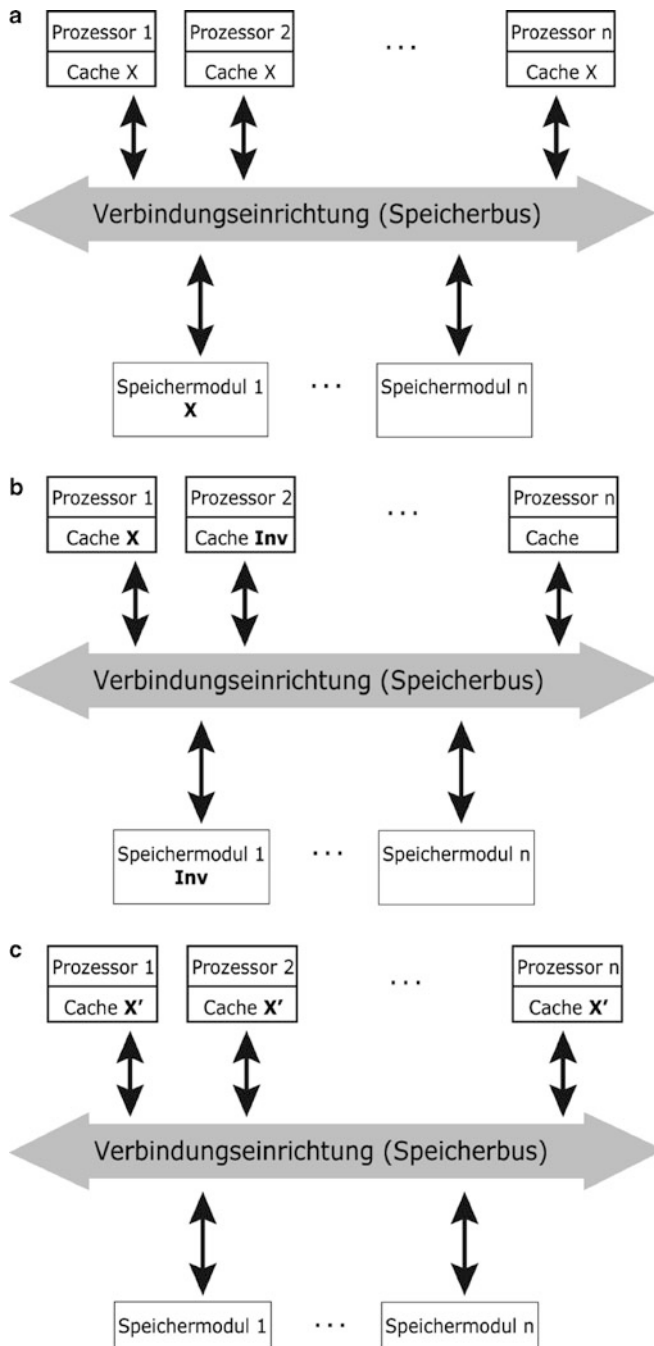 a
Prozessor 1 Prozessor 2 ... Prozessor n
Cache X Cache X Cache X
Verbindungseinrichtung (Speicherbus)
Speichermodul 1 ... Speichermodul n
X
b
Prozessor 1 Prozessor 2 ... Prozessor n
Cache X Cache Inv Cache
Verbindungseinrichtung (Speicherbus)
Speichermodul 1 ... Speichermodul n
Inv
c
Prozessor 1 Prozessor 2 ... Prozessor n
Cache X’ Cache X’ Cache X’
Verbindungseinrichtung (Speicherbus)
Speichermodul 1 ... Speichermodul n